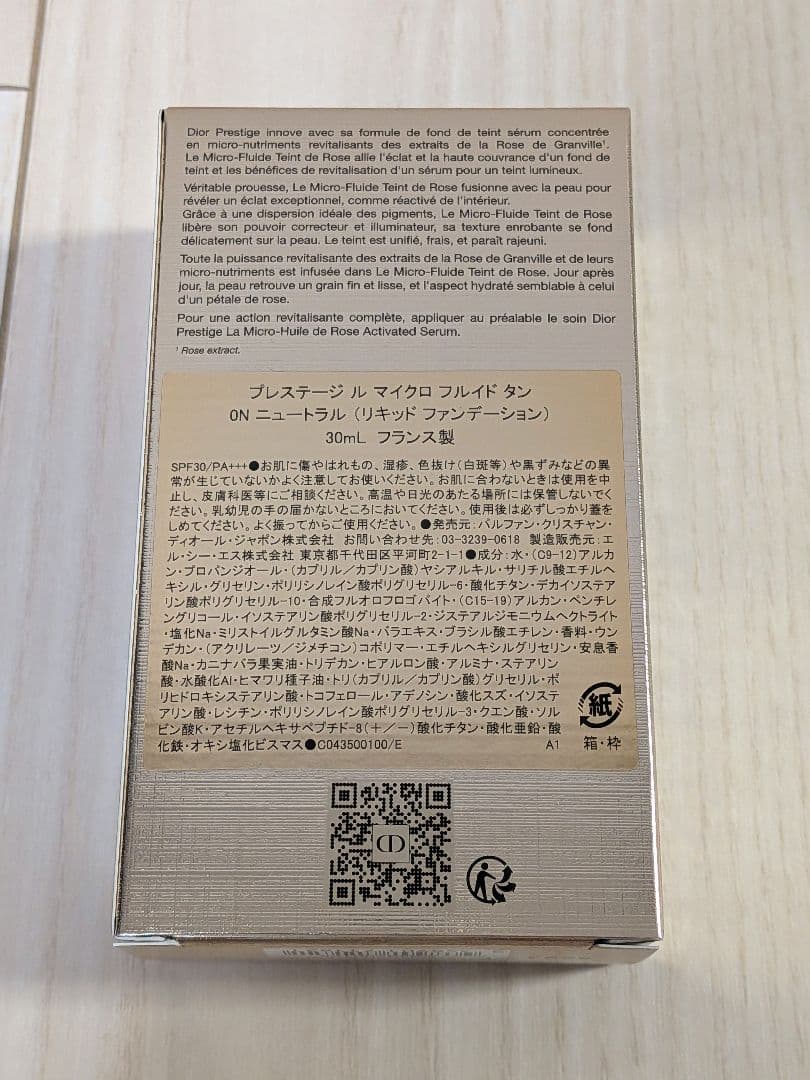 Dior Prestige innove avec sa formule de fond de teint sérum concentrée
en micro-nutriments revitalisants des extraits de la Rose de Granville¹.
Le Micro-Fluide Teint de Rose allie l'éclat et la haute couvrance d'un fond de
teint et les bénéfices de revitalisation d'un sérum pour un teint lumineux.
Véritable prouesse, Le Micro-Fluide Teint de Rose fusionne avec la peau pour
révéler un éclat exceptionnel, comme réactivé de l'intérieur.
Grâce à une dispersion idéale des pigments, Le Micro-Fluide Teint de Rose
libère son pouvoir correcteur et illuminateur, sa texture enrobante se fond
délicatement sur la peau. Le teint est unifié, frais, et paraît rajeuni.
Toute la puissance revitalisante des extraits de la Rose de Granville et de leurs
micro-nutriments est infusée dans Le Micro-Fluide Teint de Rose. Jour après
jour, la peau retrouve un grain fin et lisse, et l'aspect hydraté semblable à celui
d'un pétale de rose.
Pour une action revitalisante complète, appliquer au préalable le soin Dior
Prestige La Micro-Huile de Rose Activated Serum.
¹ Rose extract.
プレステージ ル マイクロ フルイド タン
0N ニュートラル (リキッド ファンデーション)
30mL フランス製
SPF30/PA+++●お肌に傷やはれもの、湿疹、色抜け(白斑等)や黒ずみなどの異
常が生じていないかよく注意してお使いください。お肌に合わないときは使用を中
止し、皮膚科医等にご相談ください。高温や日光のあたる場所には保管しないでく
ださい。乳幼児の手の届かないところにおいてください。使用後は必ずしっかり蓋を
しめてください。よく振ってからご使用ください。●発売元:パルファン・クリスチャン・
ディオール・ジャポン株式会社 お問い合わせ先:03-3239-0618 製造販売元:エ
ル・シー・エス株式会社 東京都千代田区平河町2-1-1●成分:水・(C9-12)アルカ
ン・プロパンジオール・(カプリル/カプリン酸)ヤシアルキル・サリチル酸エチルヘ
キシル・グリセリン・ポリリシノレイン酸ポリグリセリル-6・酸化チタン・デカイソステア
リン酸ポリグリセリル-10・合成フルオロフロゴパイト・(C15-19)アルカン・ペンチレ
ングリコール・イソステアリン酸ポリグリセリル-2・ジステアルジモニウムヘクトライト
・塩化Na・ミリストイルグルタミン酸Na・バラエキス・ブラシル酸エチレン・香料・ウン
デカン・(アクリレーツ/ジメチコン)コポリマー・エチルヘキシルグリセリン・安息香
酸Na・カニナバラ果実油・トリデカン・ヒアルロン酸・アルミナ・ステアリン
酸・水酸化Al・ヒマワリ種子油・トリ(カプリル/カプリン酸)グリセリル・ポ
リヒドロキシステアリン酸・トコフェロール・アデノシン・酸化スズ・イソステ
アリン酸・レシチン・ポリリシノレイン酸ポリグリセリル-3・クエン酸・ソル
ビン酸K・アセチルヘキサペプチド-8(+/-)酸化チタン・酸化亜鉛・酸
化鉄・オキシ塩化ビスマス●C043500100/E A1
紙
箱・枠
CD